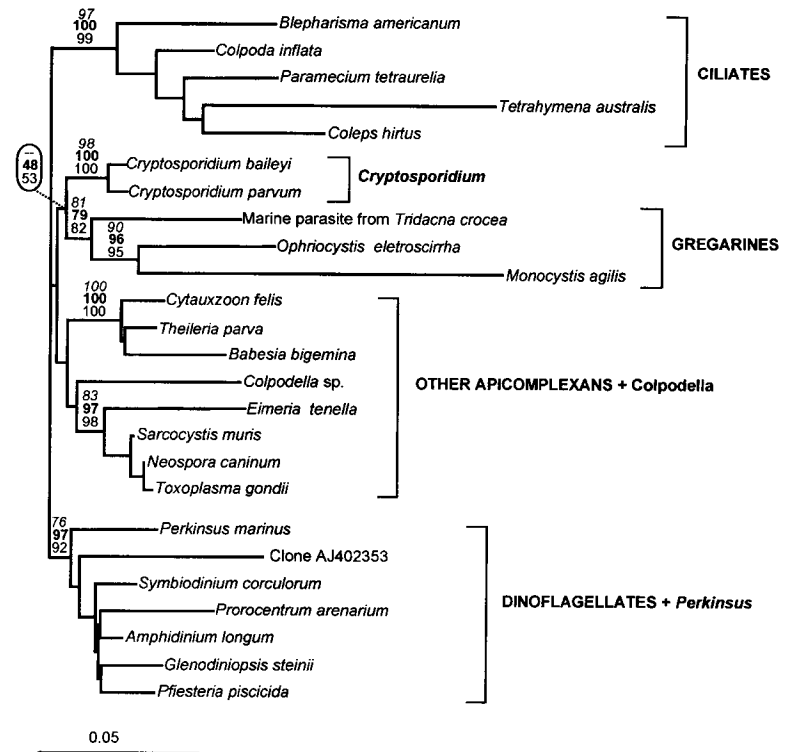 97
100
99
Blepharisma americanum
Colpoda inflata
Paramecium tetraurelia
Tetrahymena australis
Coleps hirtus
CILIATES
--
48
53
98
100
100
Cryptosporidium baileyi
Cryptosporidium parvum
Cryptosporidium
81
79
82
Marine parasite from Tridacna crocea
90
96
95
Ophriocystis eletroscirrha
Monocystis agilis
GREGARINES
100
100
100
Cytauxzoon felis
Theileria parva
Babesia bigemina
Colpodella sp.
83
97
98
Eimeria tenella
Sarcocystis muris
Neospora caninum
Toxoplasma gondii
OTHER APICOMPLEXANS + Colpodella
76
97
92
Perkinsus marinus
Clone AJ402353
Symbiodinium corculorum
Prorocentrum arenarium
Amphidinium longum
Glenodiniopsis steinii
Pfiesteria piscicida
DINOFLAGELLATES + Perkinsus
0.05